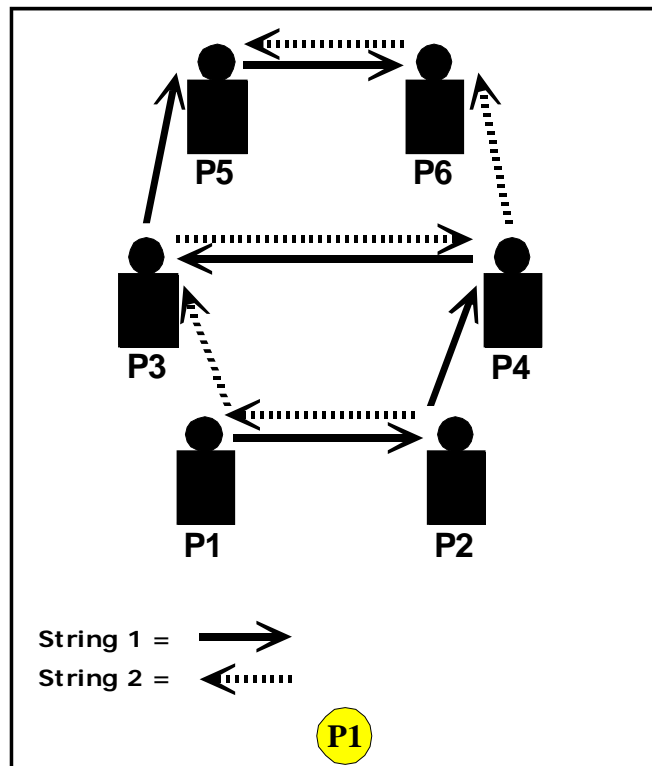 P5 P6
P3 P4
P1 P2
String 1 =
String 2 =
P1